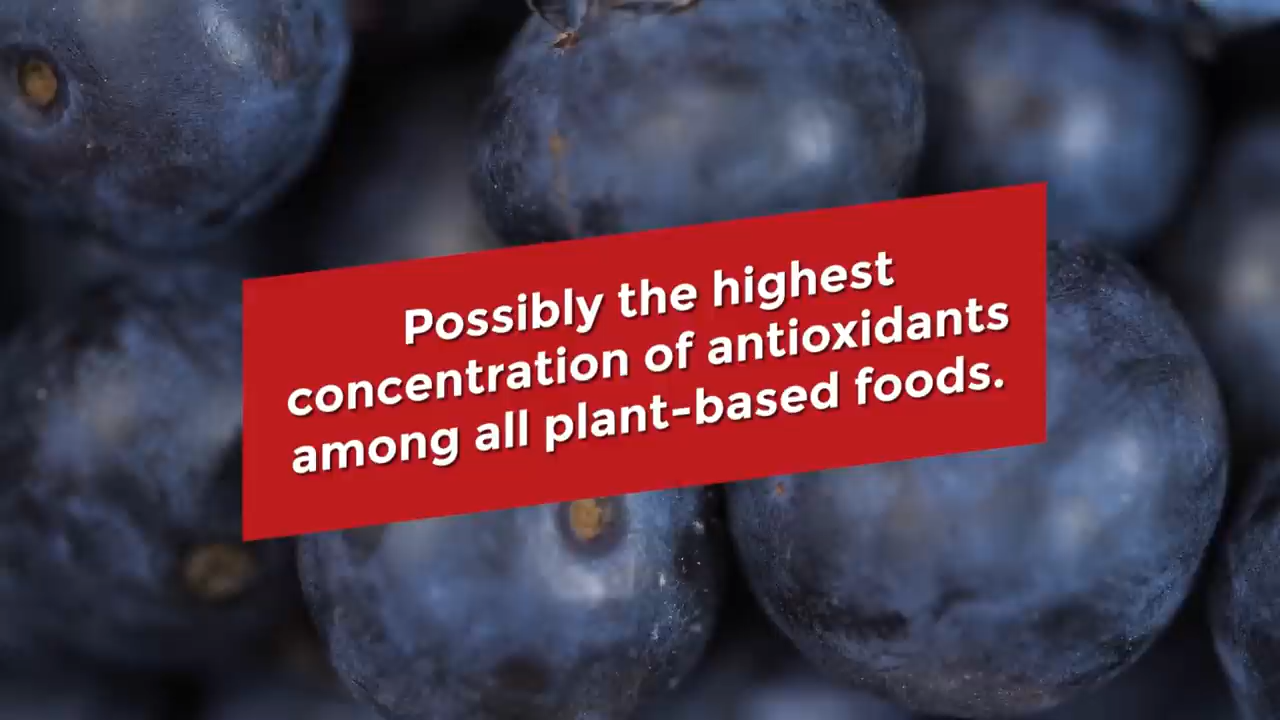 Possibly the highest
concentration of antioxidants
among all plant-based foods.